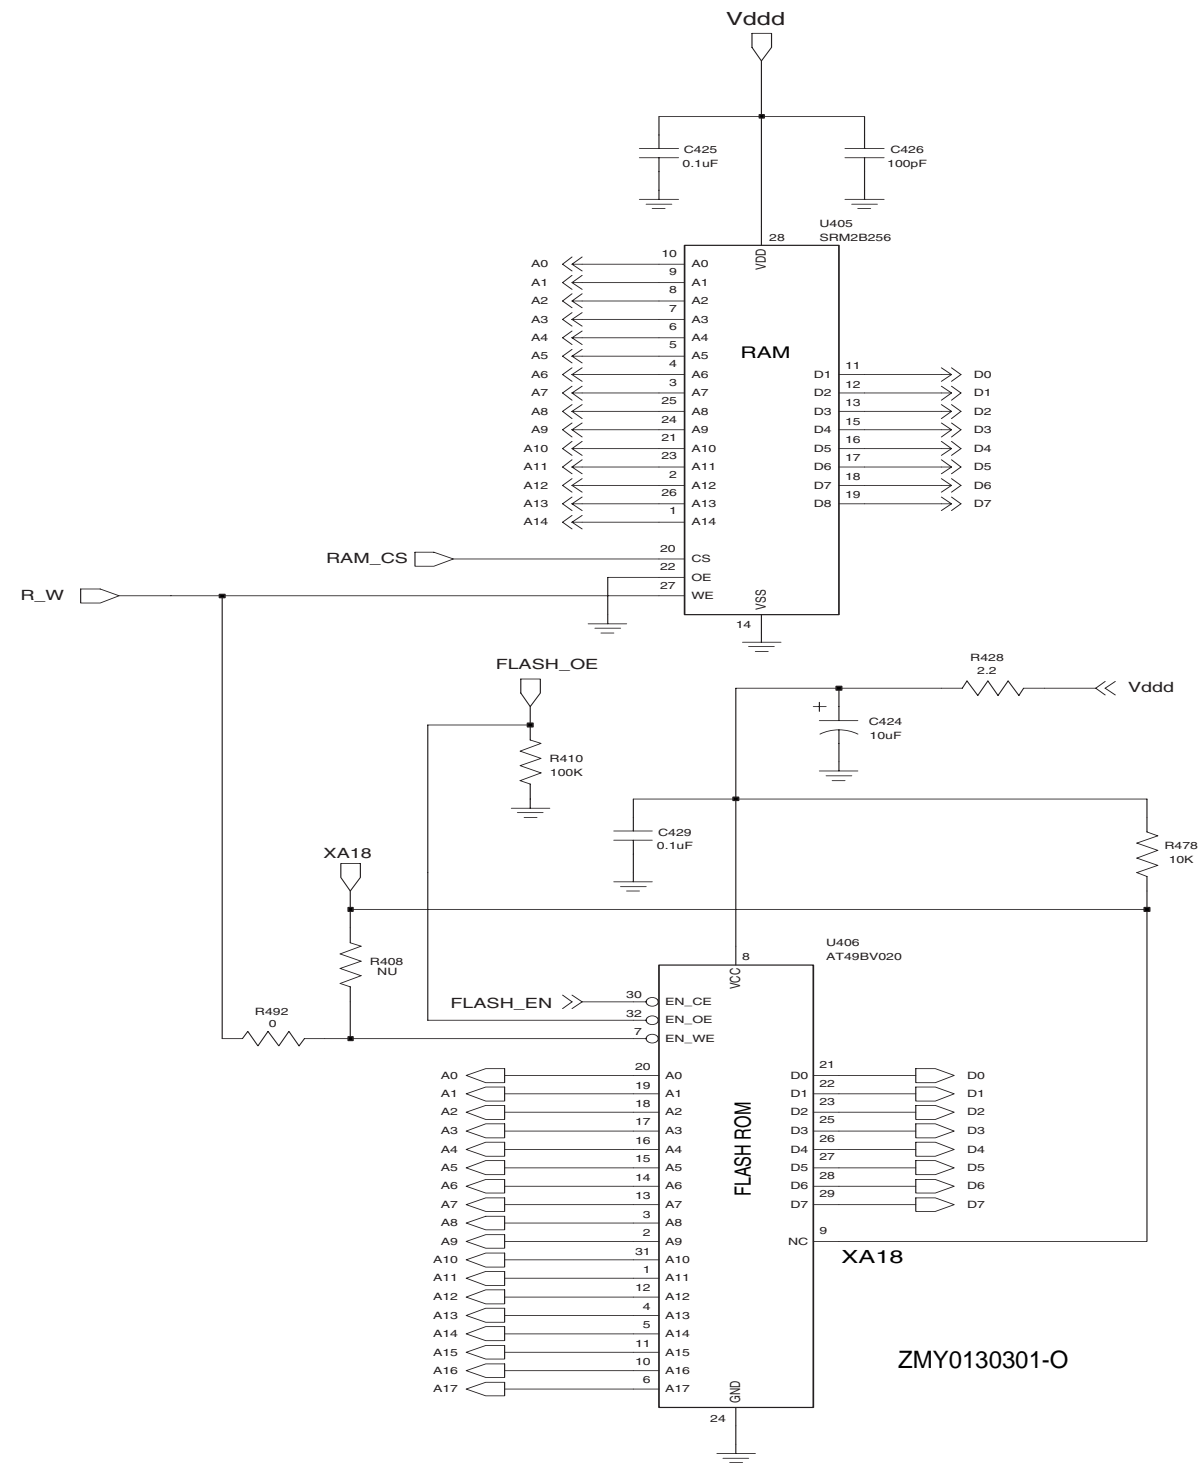 Vddd
C425
0.1uF
C426
100pF
U405
SRM2B256
28
VDD
A0 10 A0
A1 9 A1
A2 8 A2
A3 7 A3
A4 6 A4
A5 5 A5
A6 4 A6
A7 3 A7
A8 25 A8
A9 24 A9
A10 21 A10
A11 23 A11
A12 2 A12
A13 26 A13
A14 1 A14
RAM
D1 11 D0
D2 12 D1
D3 13 D2
D4 15 D3
D5 16 D4
D6 17 D5
D7 18 D6
D8 19 D7
RAM_CS 20 CS
22 OE
R_W 27 WE
VSS
14
FLASH_OE
R428
2.2
Vddd
C424
10uF
+
R410
100K
C429
0.1uF
R478
10K
XA18
R408
NU
R492
0
U406
AT49BV020
8
VCC
FLASH_EN 30 EN_CE
32 EN_OE
7 EN_WE
A0 20 A0
A1 19 A1
A2 18 A2
A3 17 A3
A4 16 A4
A5 15 A5
A6 14 A6
A7 13 A7
A8 3 A8
A9 2 A9
A10 31 A10
A11 1 A11
A12 12 A12
A13 4 A13
A14 5 A14
A15 11 A15
A16 10 A16
A17 6 A17
FLASH ROM
D0 21 D0
D1 22 D1
D2 23 D2
D3 25 D3
D4 26 D4
D5 27 D5
D6 28 D6
D7 29 D7
NC 9
XA18
GND
24
ZMY0130301-O